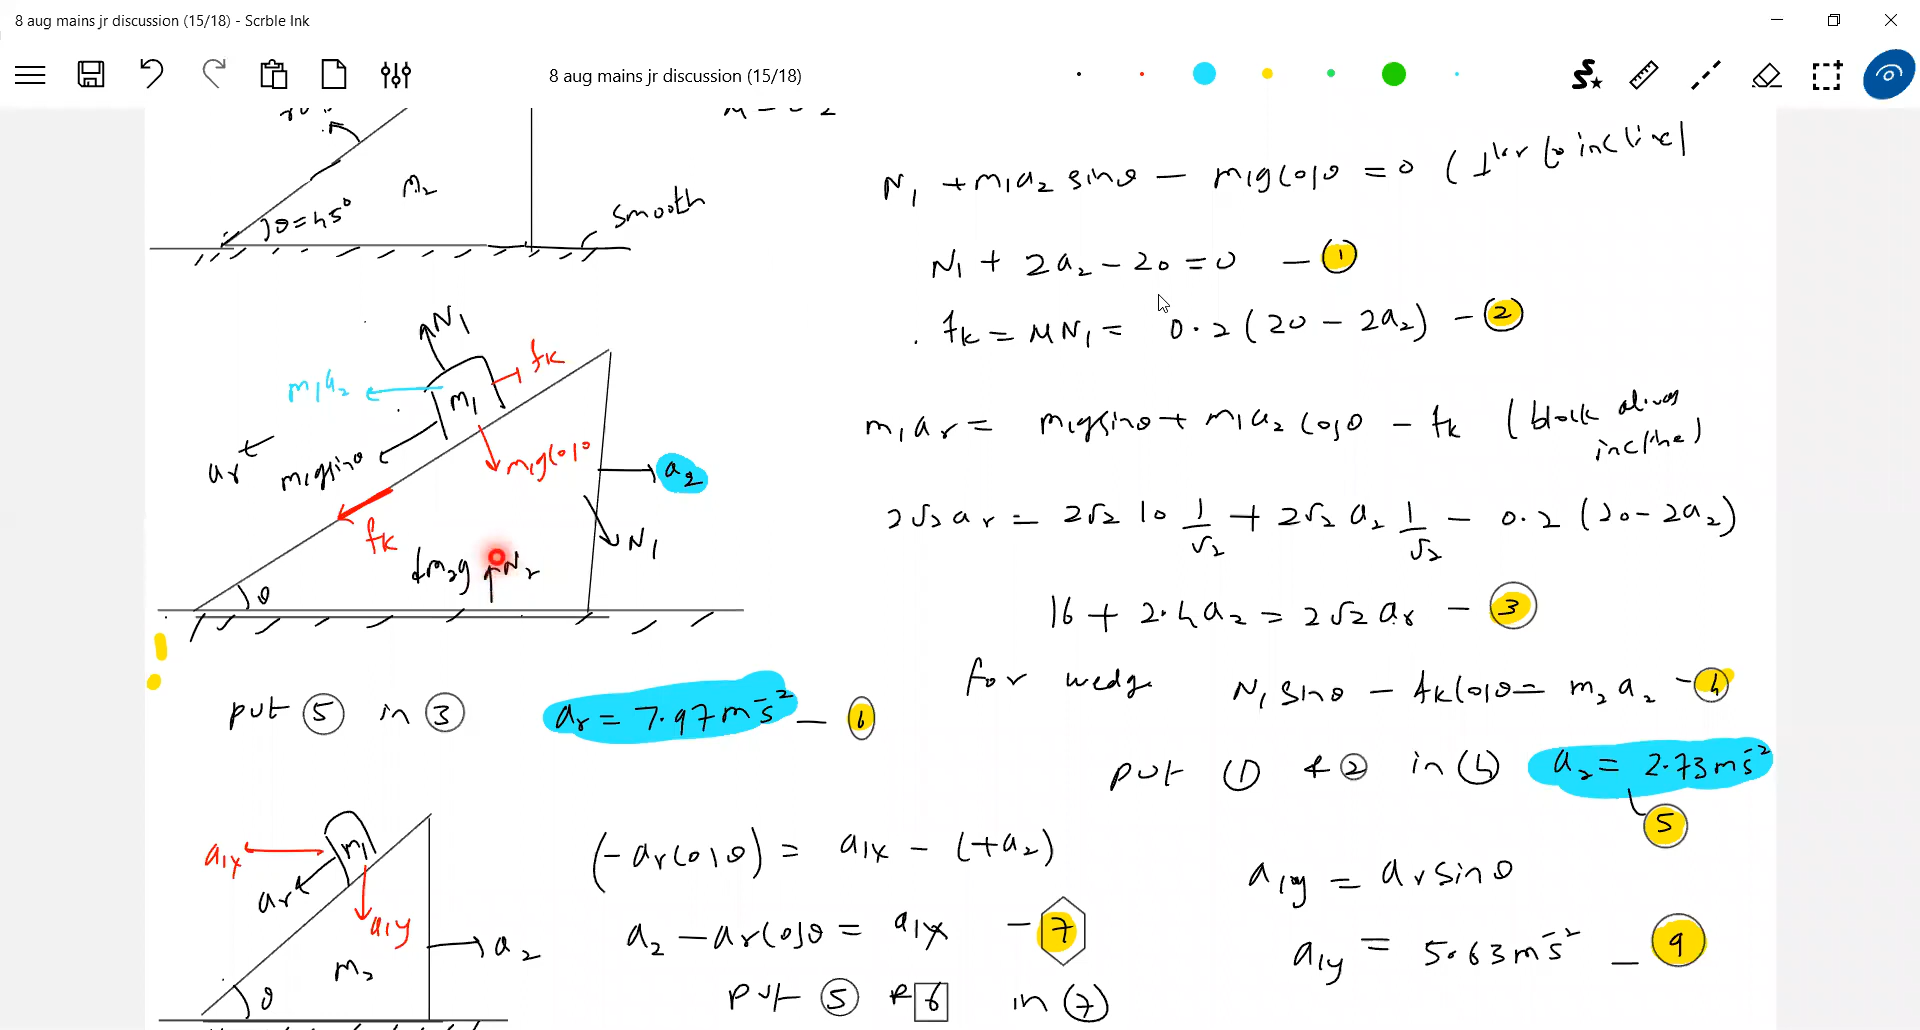 8 aug mains jr discussion (15/18) - Scrble Ink
8 aug mains jr discussion (15/18)
m₂
θ=45°
smooth
N₁ + m₁a₂ sinθ - m₁g cosθ = 0 (⊥lar to incline)
N₁ + 2a₂ - 20 = 0 - ①
fk = μN₁ = 0.2 (20 - 2a₂) - ②
N₁
fk
m₁a₂
m₁
ar
m₁g sinθ
m₁g cosθ
a₂
fk
N₁
m₂g
N₂
θ
m₁ar = m₁g sinθ + m₁a₂ cosθ - fk (block along
incline)
2√2 ar = 2√2 10 1/√2 + 2√2 a₂ 1/√2 - 0.2 (20 - 2a₂)
16 + 2.4a₂ = 2√2 ar - ③
for wedge N₁ sinθ - fk cosθ = m₂a₂ - ④
put ⑤ in ③ ar = 7.97 ms⁻² - ⑥
put ① & ② in ④ a₂ = 2.73 ms⁻²
⑤
a₁x
m₁
ar
a₁y
a₂
m₂
θ
(-ar cosθ) = a₁x - (+a₂)
a₂ - ar cosθ = a₁x - ⑦
put ⑤ & 6 in ⑦
a₁y = ar sinθ
a₁y = 5.63 ms⁻² - ⑨